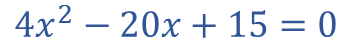 4x² − 20x + 15 = 0